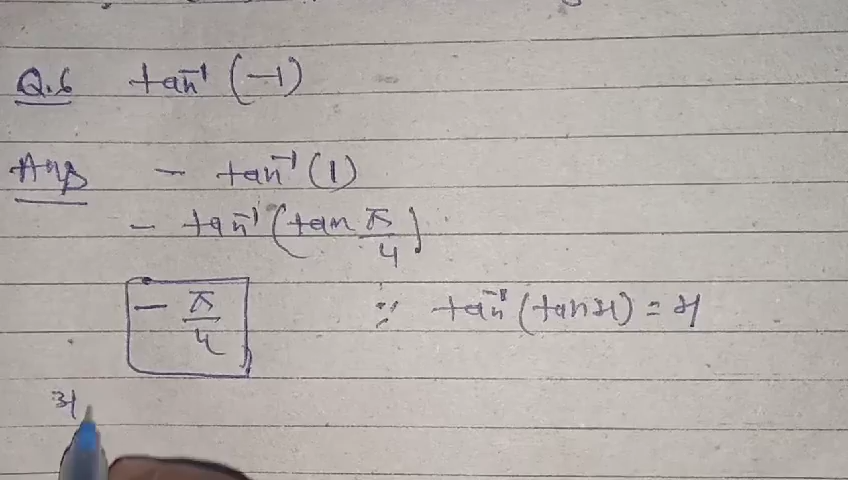 Q.6 tan⁻¹ (-1)
Ans - tan⁻¹ (1)
- tan⁻¹ (tan π/4)
- π/4 ∵ tan⁻¹ (tan x) = x
अ